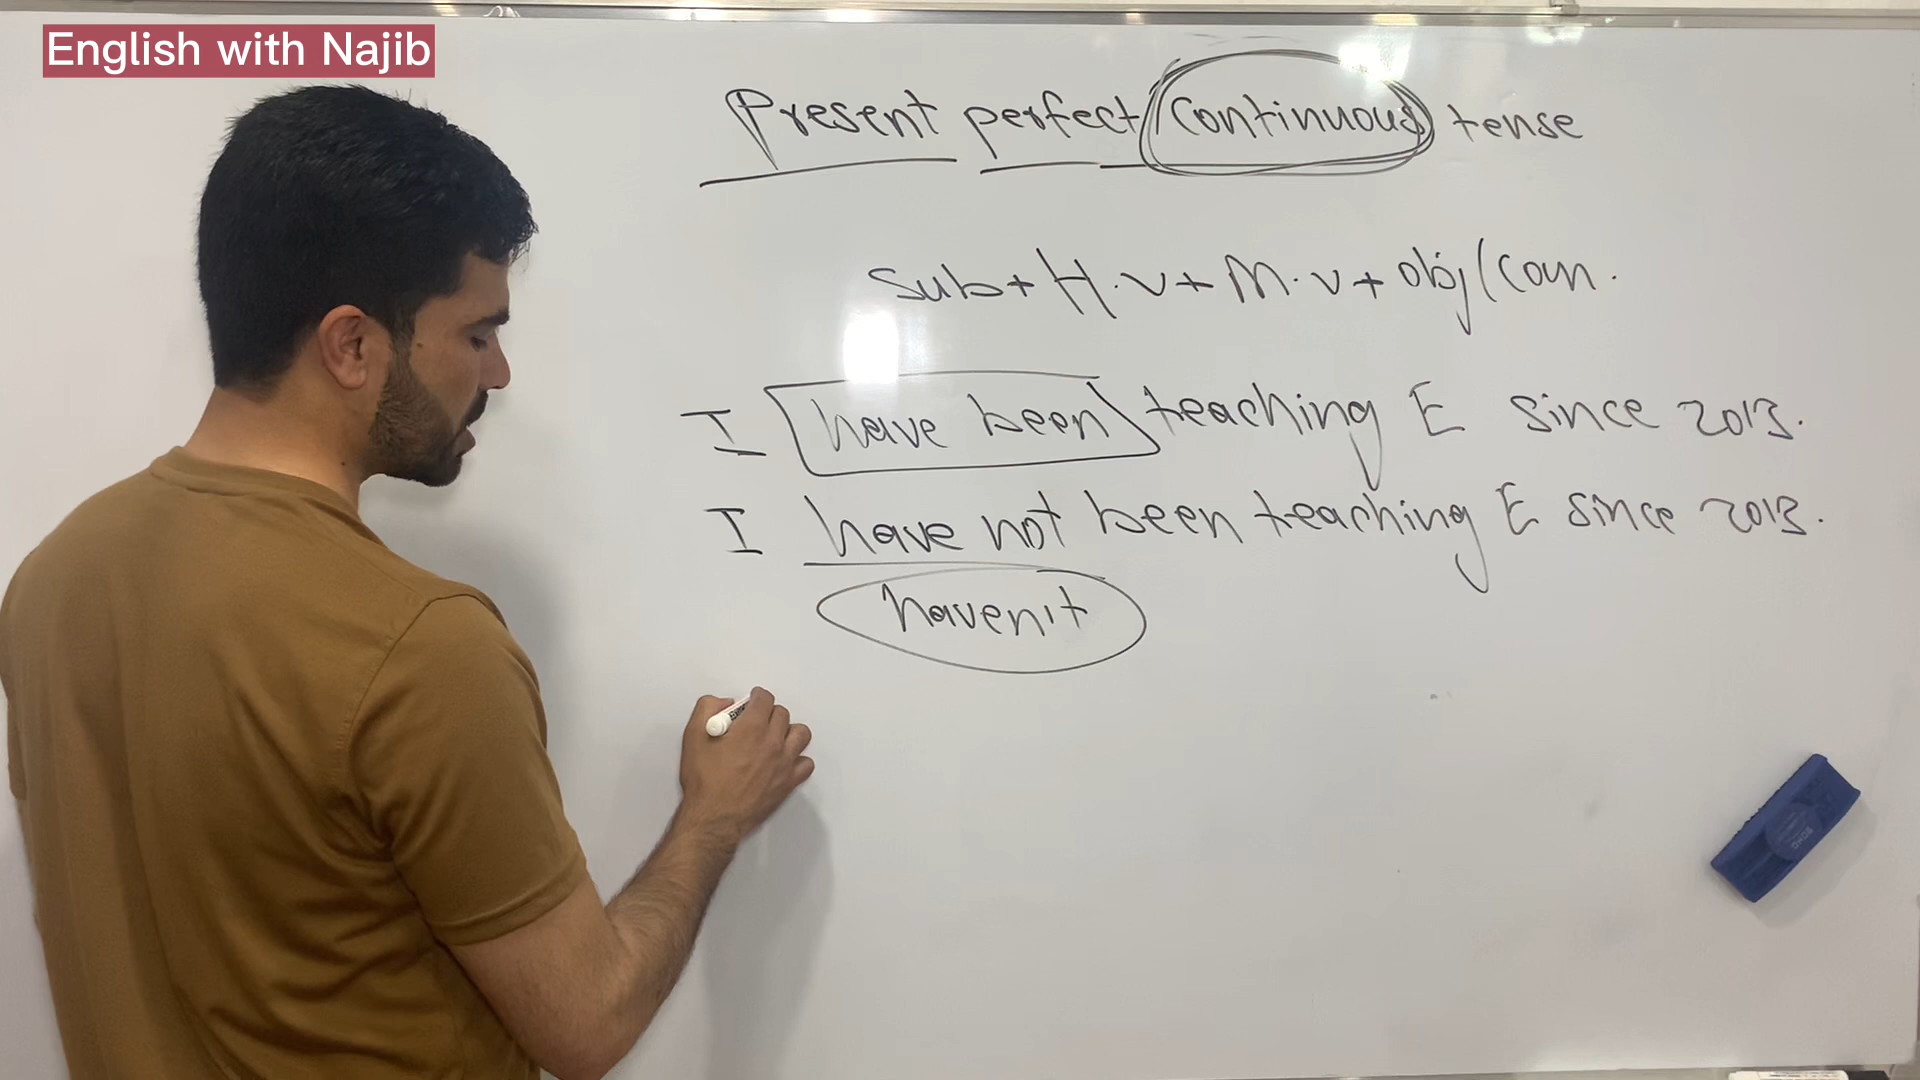 English with Najib
Present perfect continuous tense
Sub + H.v + M.v + obj/com.
I have been teaching E since 2013.
I have not been teaching E since 2013.
haven't